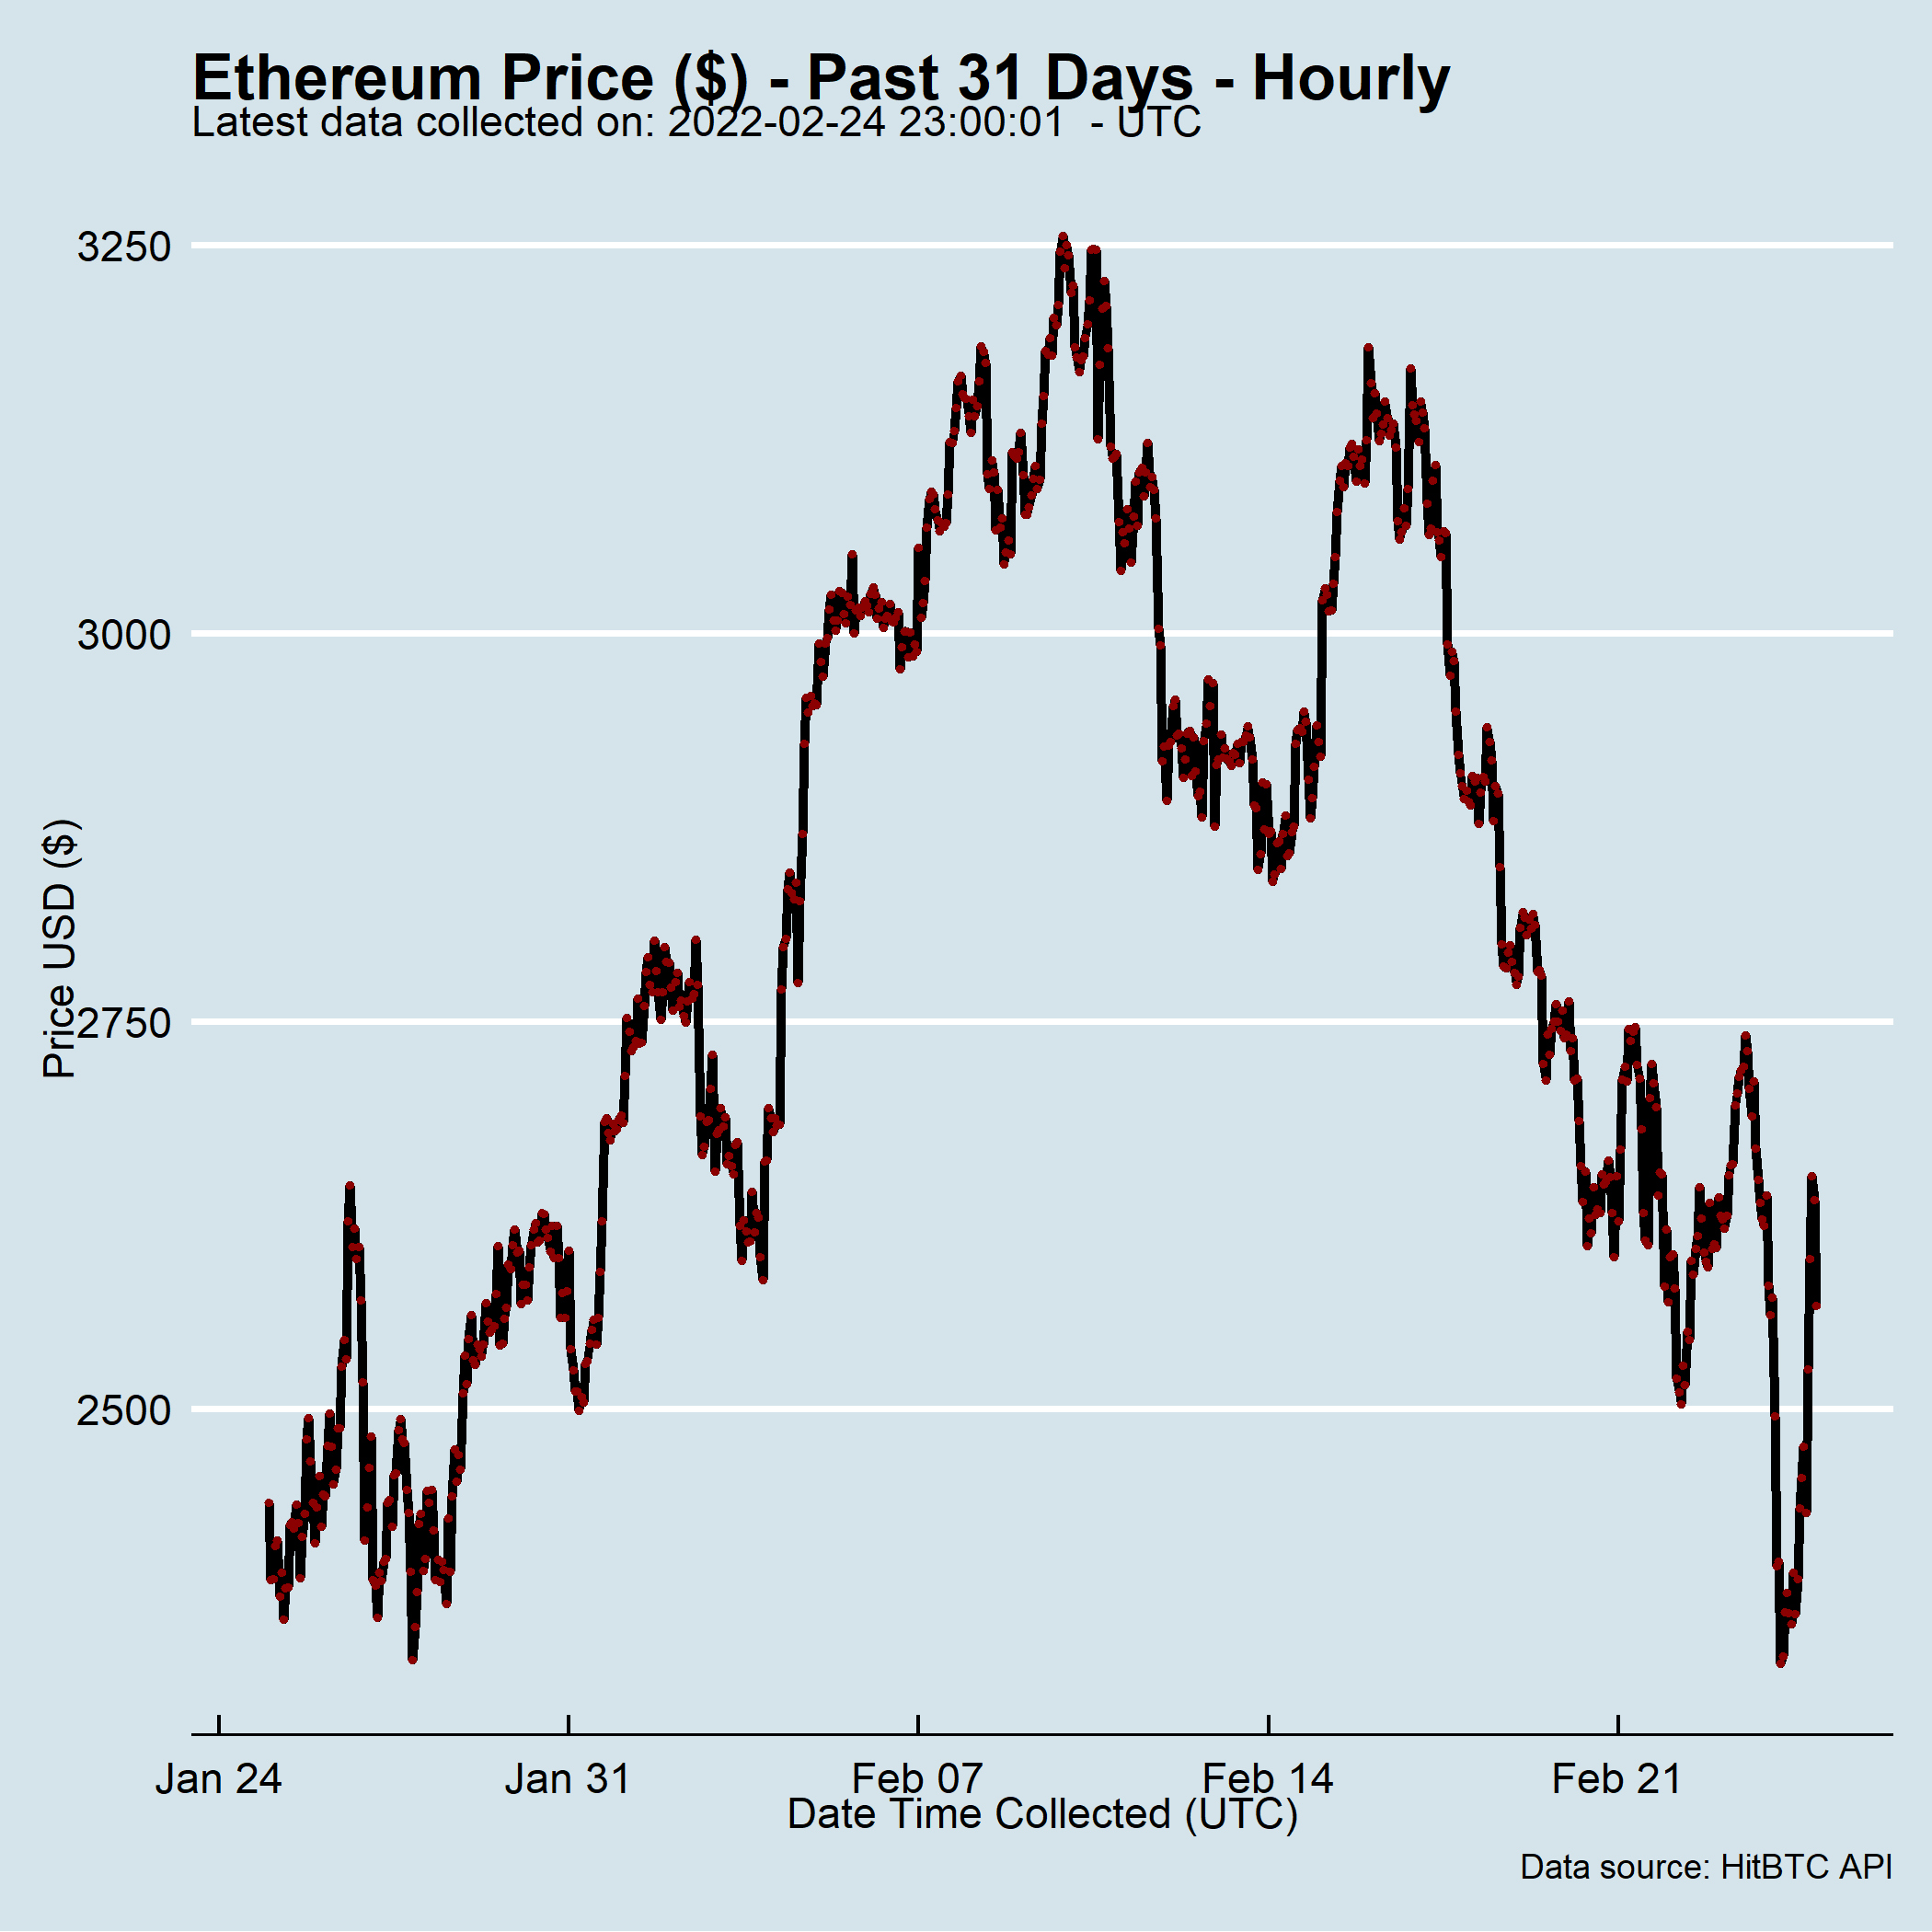 Ethereum Price ($) - Past 31 Days - Hourly
Latest data collected on: 2022-02-24 23:00:01  - UTC
Price USD ($)
3250
3000
2750
2500
Jan 24
Jan 31
Feb 07
Feb 14
Feb 21
Date Time Collected (UTC)
Data source: HitBTC API